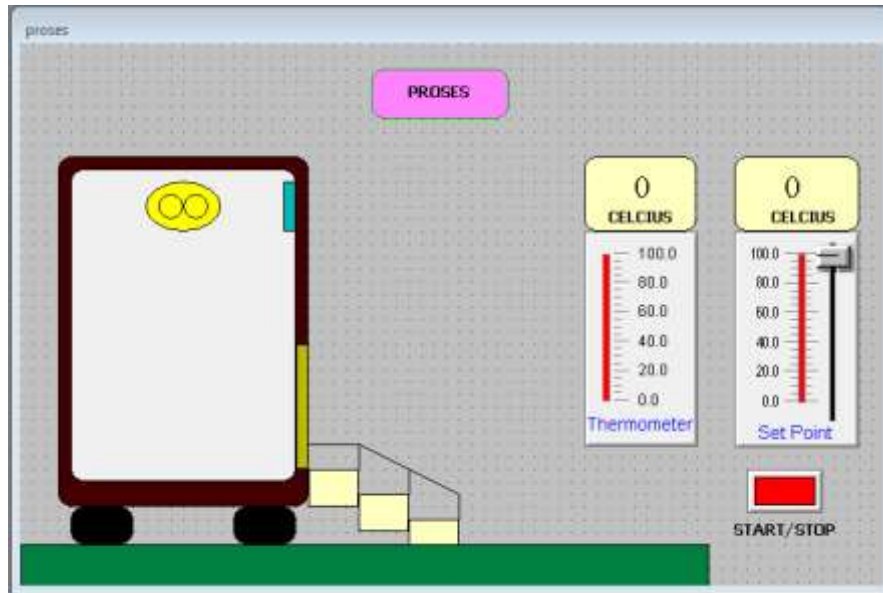 proses
PROSES
0
CELCIUS
0
CELCIUS
100.0
80.0
60.0
40.0
20.0
0.0
Thermometer
100.0
80.0
60.0
40.0
20.0
0.0
Set Point
START/STOP